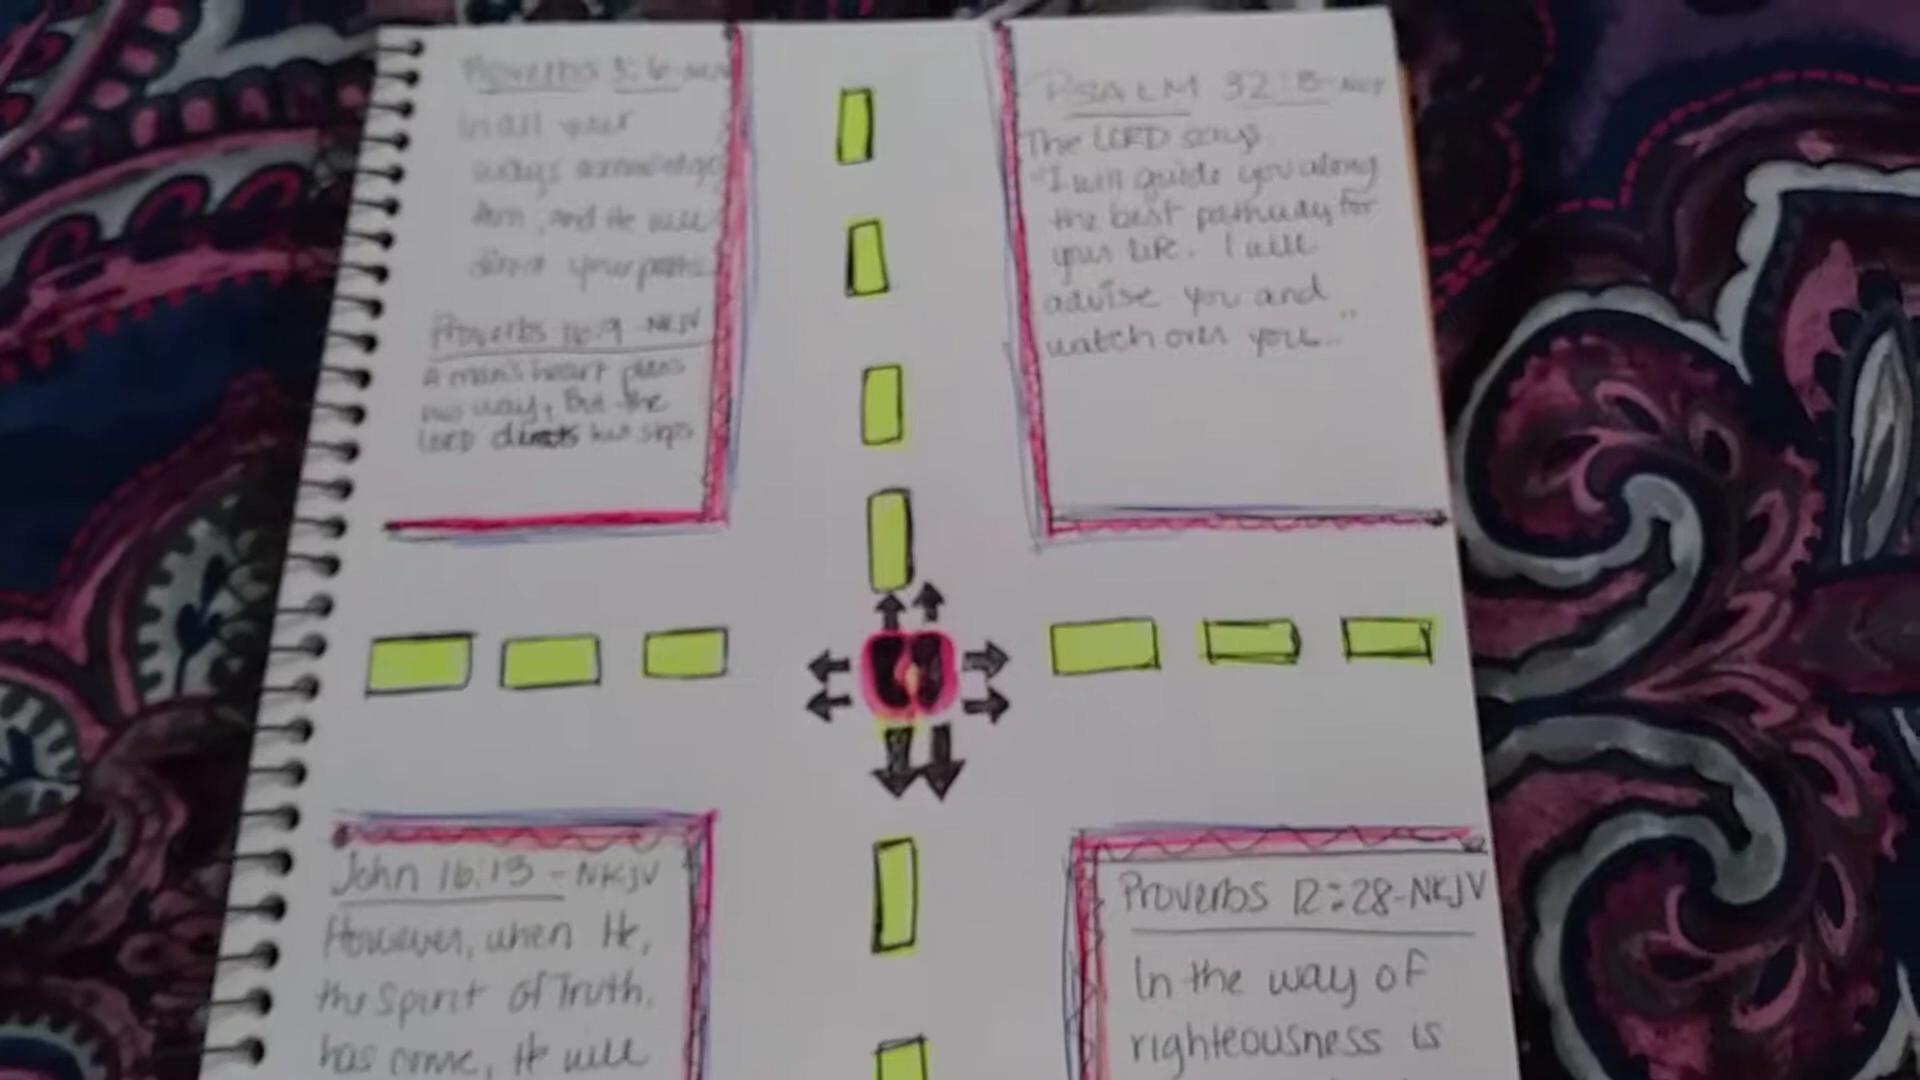 Proverbs 3:6-NKJV
In all your
ways acknowledge
Him, and He will
direct your paths
Proverbs 16:9-NKJV
A man's heart plans
his way, But the
LORD directs his steps
PSALM 32:8-NLT
The LORD says
"I will guide you along
the best pathway for
your life. I will
advise you and
watch over you.."
John 16:13-NKJV
However, when He,
the Spirit of Truth,
has come, He will
Proverbs 12:28-NKJV
In the way of
righteousness is